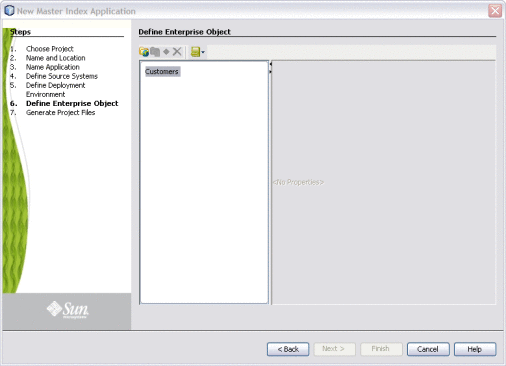 New Master Index Application
Steps
1. Choose Project
2. Name and Location
3. Name Application
4. Define Source Systems
5. Define Deployment
Environment
6. Define Enterprise Object
7. Generate Project Files
Define Enterprise Object
Customers
<No Properties>
Sun
< Back
Next >
Finish
Cancel
Help